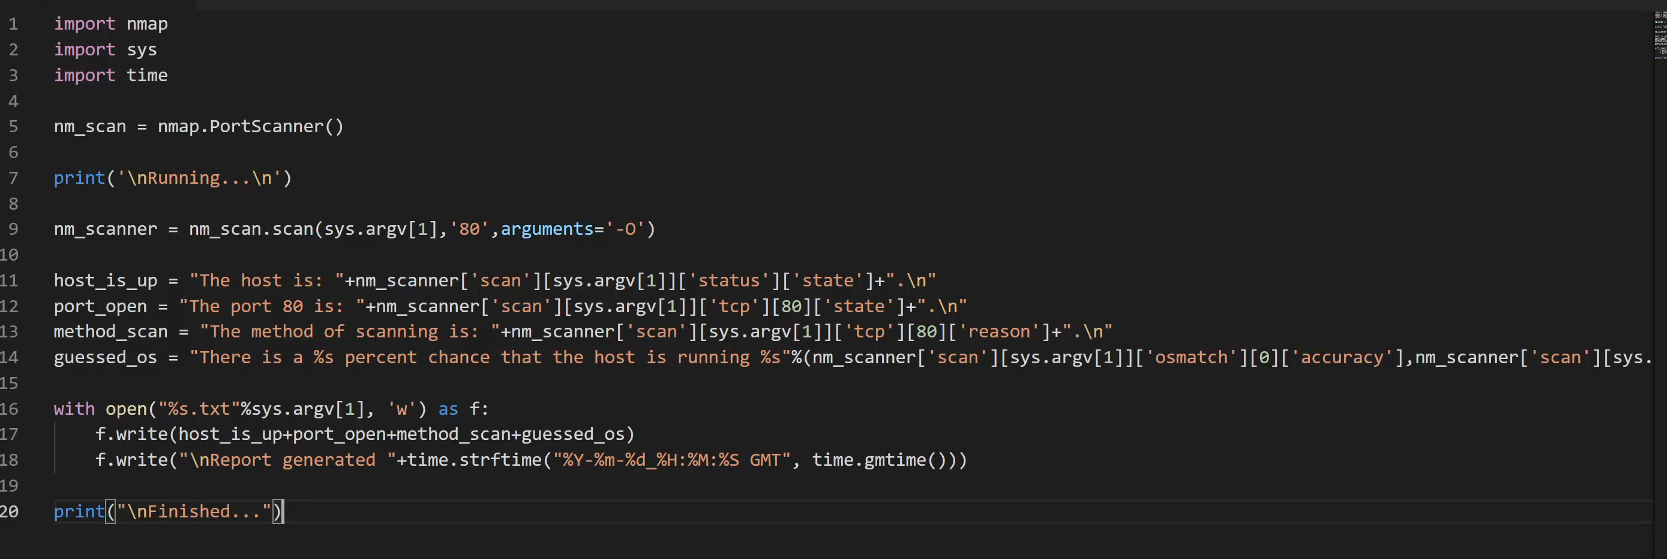 1 import nmap
2 import sys
3 import time
4
5 nm_scan = nmap.PortScanner()
6
7 print('\nRunning...\n')
8
9 nm_scanner = nm_scan.scan(sys.argv[1],'80',arguments='-O')
10
11 host_is_up = "The host is: "+nm_scanner['scan'][sys.argv[1]]['status']['state']+".\n"
12 port_open = "The port 80 is: "+nm_scanner['scan'][sys.argv[1]]['tcp'][80]['state']+".\n"
13 method_scan = "The method of scanning is: "+nm_scanner['scan'][sys.argv[1]]['tcp'][80]['reason']+".\n"
14 guessed_os = "There is a %s percent chance that the host is running %s"%(nm_scanner['scan'][sys.argv[1]]['osmatch'][0]['accuracy'],nm_scanner['scan'][sys.
15
16 with open("%s.txt"%sys.argv[1], 'w') as f:
17     f.write(host_is_up+port_open+method_scan+guessed_os)
18     f.write("\nReport generated "+time.strftime("%Y-%m-%d_%H:%M:%S GMT", time.gmtime()))
19
20 print("\nFinished...")